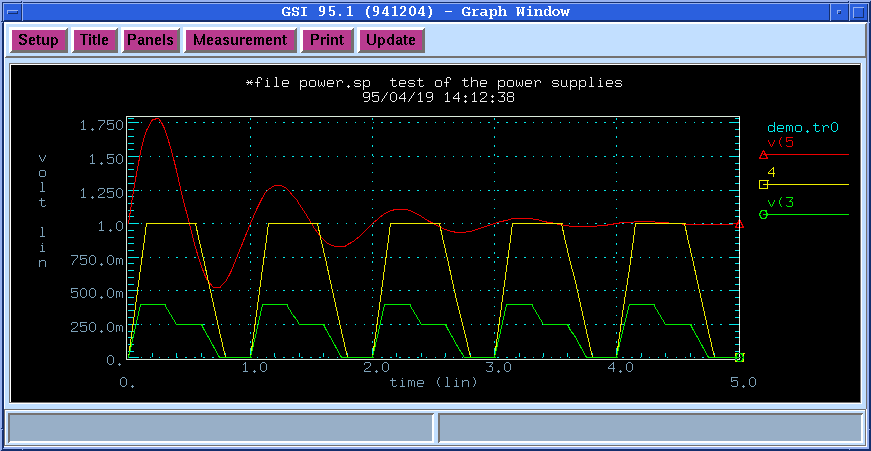 GSI 95.1 (941204) - Graph Window
Setup Title Panels Measurement Print Update
*file power.sp test of the power supplies
95/04/19 14:12:38
demo.tr0
v(5
4
v(3
volt lin
1.750
1.50
1.250
1.0
750.0m
500.0m
250.0m
0.
0. 1.0 2.0 3.0 4.0 5.0
time (lin)